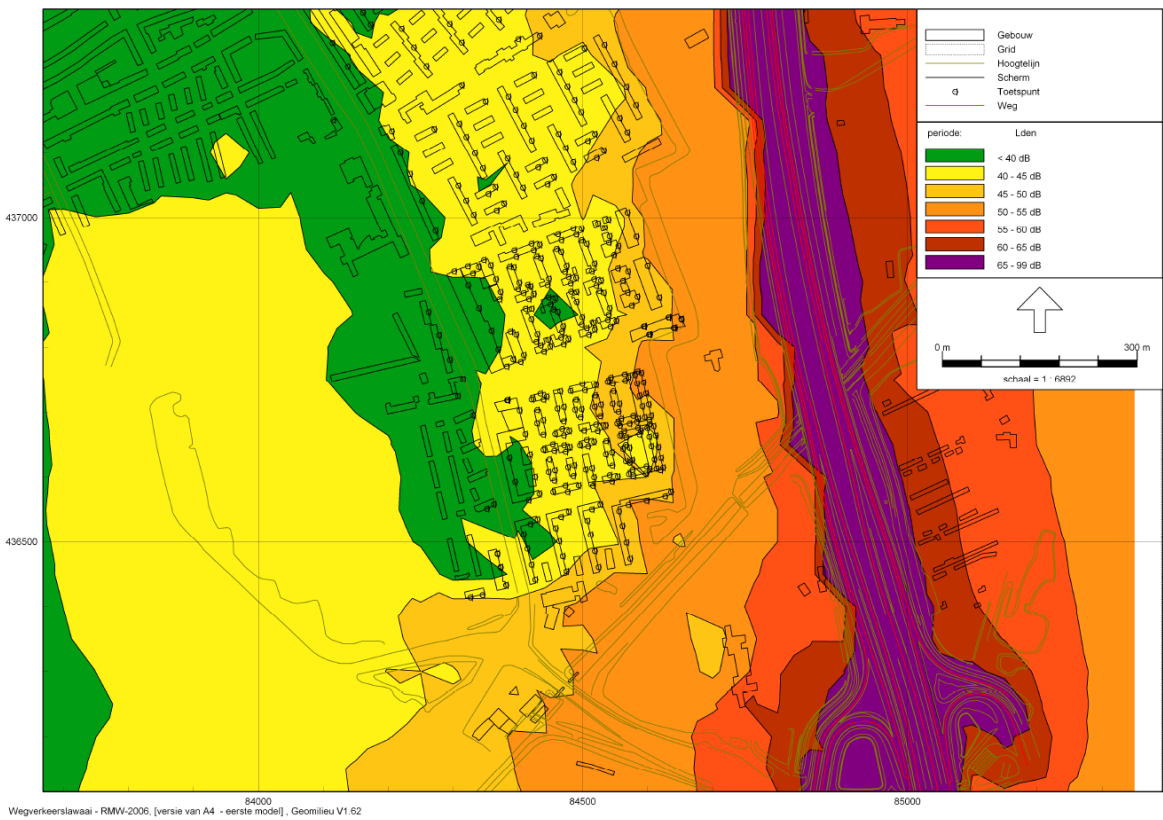 Gebouw
Grid
Hoogtelijn
Scherm
Toetspunt
Weg
periode: Lden
< 40 dB
40 - 45 dB
45 - 50 dB
50 - 55 dB
55 - 60 dB
60 - 65 dB
65 - 99 dB
0 m 300 m
schaal = 1 : 6892
437000
436500
84000 84500 85000
Wegverkeerslawaai - RMW-2006, [versie van A4 - eerste model] , Geomilieu V1.62